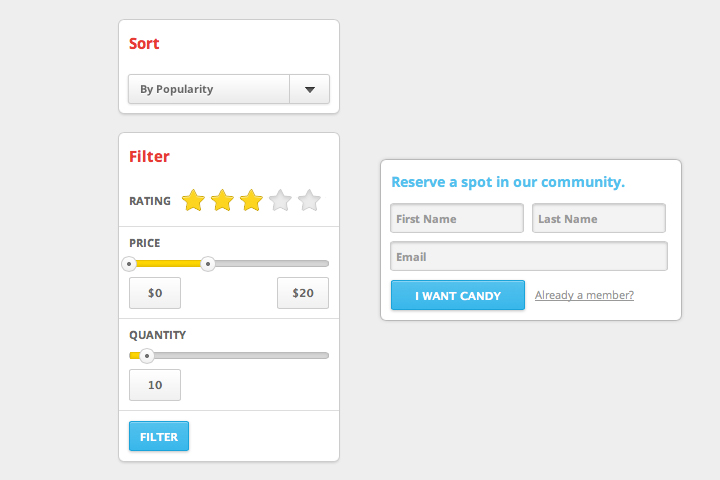 Sort
By Popularity
Filter
RATING
PRICE
$0 $20
QUANTITY
10
FILTER
Reserve a spot in our community.
First Name Last Name
Email
I WANT CANDY Already a member?